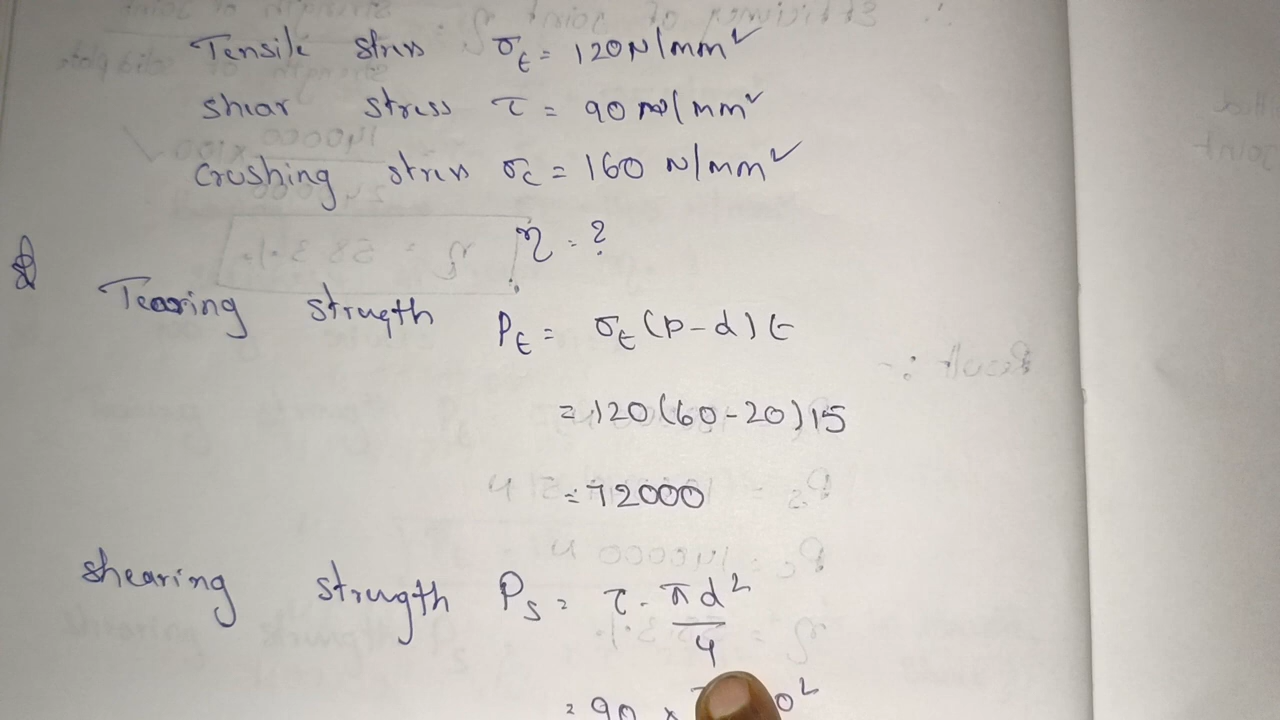 Tensile stress σt = 120 N/mm²
shear stress τ = 90 N/mm²
Crushing stress σc = 160 N/mm²
η = ?
Tearing strength Pt = σt (p-d) t
= 120 (60-20) 15
= 72000
shearing strength Ps = τ · πd²/4
= 90 × 0²